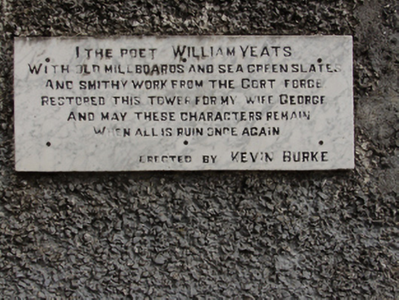 I THE POET WILLIAM YEATS
WITH OLD MILLBOARDS AND SEA GREEN SLATES
AND SMITHY WORK FROM THE GORT FORGE
RESTORED THIS TOWER FOR MY WIFE GEORGE
AND MAY THESE CHARACTERS REMAIN
WHEN ALL IS RUIN ONCE AGAIN
ERECTED BY KEVIN BURKE